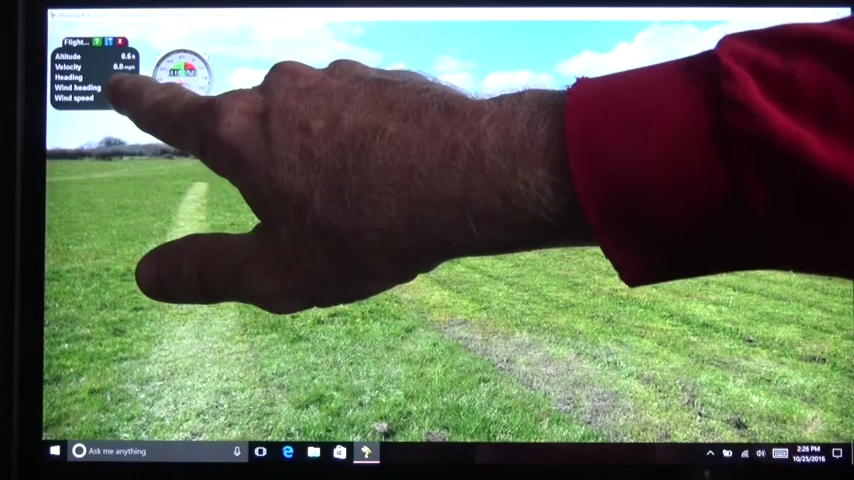 Flight...
Altitude 0.6 ft
Velocity 0.0 mph
Heading
Wind heading
Wind speed
Ask me anything
2:26 PM
10/25/2016